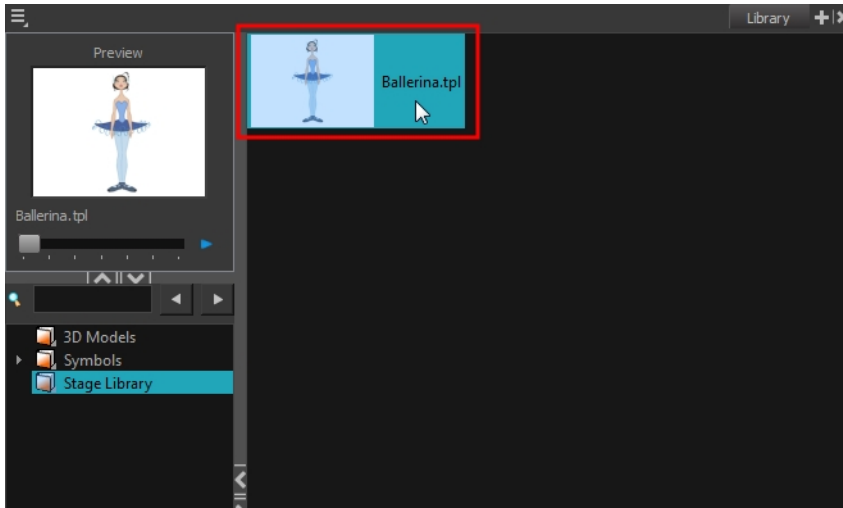 Library
Preview
Ballerina.tpl
Ballerina.tpl
3D Models
Symbols
Stage Library